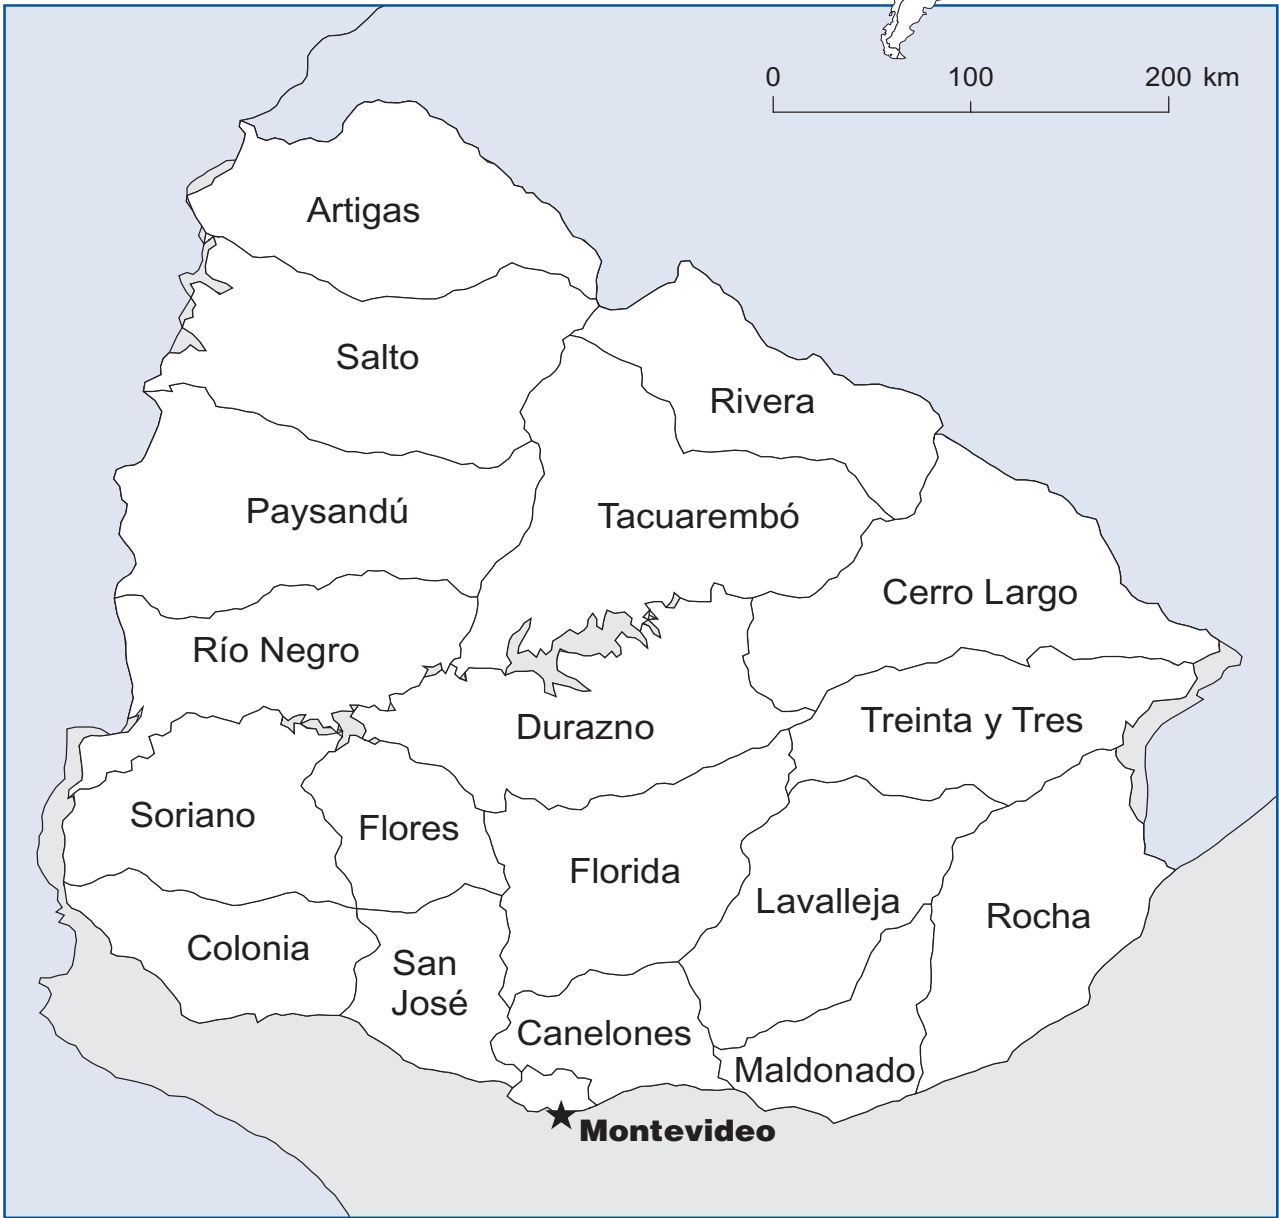 0 100 200 km
Artigas
Salto
Rivera
Paysandú
Tacuarembó
Cerro Largo
Río Negro
Durazno
Treinta y Tres
Soriano
Flores
Florida
Lavalleja
Rocha
Colonia
San
José
Canelones
Maldonado
Montevideo